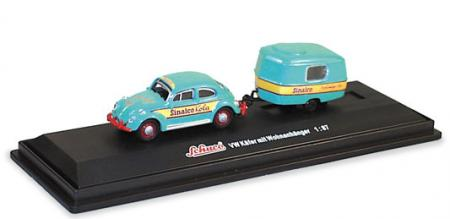 Sinalco Cola
Sinalco
Schuco VW Käfer mit Wohnanhänger 1:87